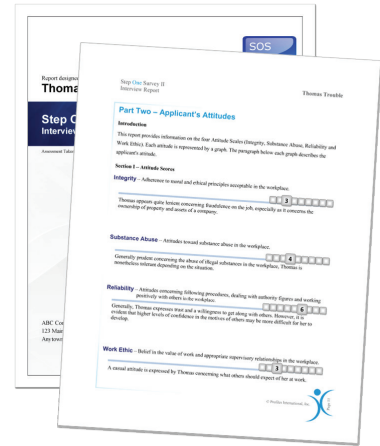 SOS
Report designed
Thoma
Step O
Interview
Assessment Taken
ABC Co
123 Main
Anytown
Step One Survey II
Interview Report
Thomas Trouble
Part Two – Applicant's Attitudes
Introduction
This report provides information on the four Attitude Scales (Integrity, Substance Abuse, Reliability and
Work Ethic). Each attitude is represented by a graph. The paragraph below each graph describes the
applicant's attitude.
Section I – Attitude Scores
Integrity – Adherence to moral and ethical principles acceptable in the workplace.
3
Thomas appears quite lenient concerning fraudulence on the job, especially as it concerns the
ownership of property and assets of a company.
Substance Abuse – Attitudes toward substance abuse in the workplace.
4
Generally prudent concerning the abuse of illegal substances in the workplace, Thomas is
nonetheless tolerant depending on the situation.
Reliability – Attitudes concerning following procedures, dealing with authority figures and working
positively with others in the workplace.
6
Generally, Thomas expresses trust and a willingness to get along with others. However, it is
evident that higher levels of confidence in the motives of others may be more difficult for her to
develop.
Work Ethic – Belief in the value of work and appropriate supervisory relationships in the workplace.
3
A casual attitude is expressed by Thomas concerning what others should expect of her at work.